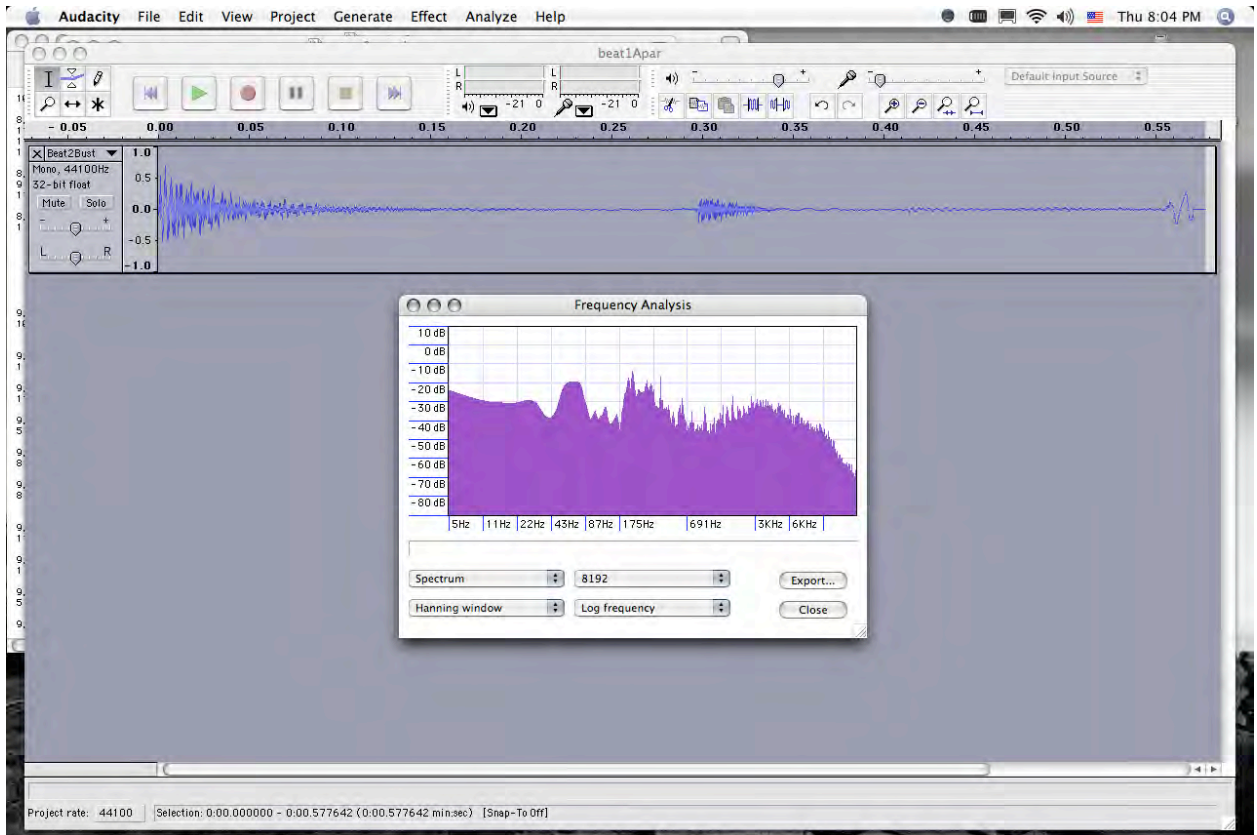 Audacity File Edit View Project Generate Effect Analyze Help Thu 8:04 PM
beat1Apar
L L
R R
-21 0 -21 0
Default Input Source
- 0.05 0.00 0.05 0.10 0.15 0.20 0.25 0.30 0.35 0.40 0.45 0.50 0.55
X Beat2Bust 1.0
Mono, 44100Hz
32-bit float 0.5
Mute Solo 0.0
- +
L R -0.5
-1.0
Frequency Analysis
10 dB
0 dB
-10 dB
-20 dB
-30 dB
-40 dB
-50 dB
-60 dB
-70 dB
-80 dB
5Hz 11Hz 22Hz 43Hz 87Hz 175Hz 691Hz 3KHz 6KHz
Spectrum 8192 Export...
Hanning window Log frequency Close
Project rate: 44100 Selection: 0:00.000000 - 0:00.577642 (0:00.577642 min:sec) [Snap-To Off]